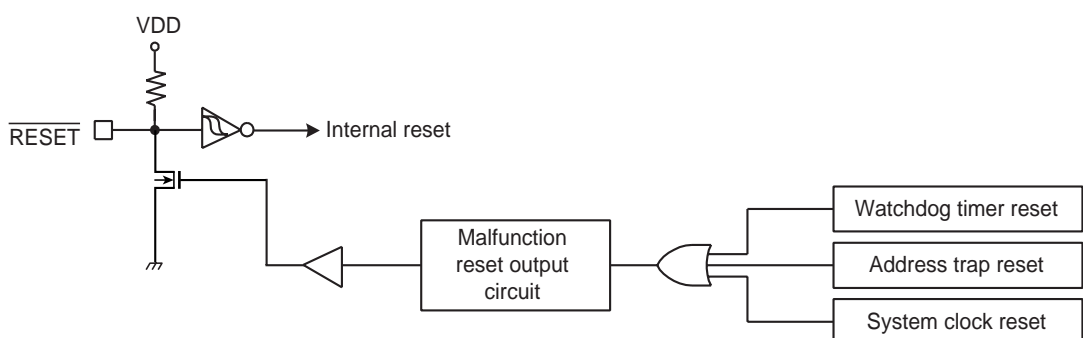 VDD
RESET
Internal reset
Malfunction
reset output
circuit
Watchdog timer reset
Address trap reset
System clock reset